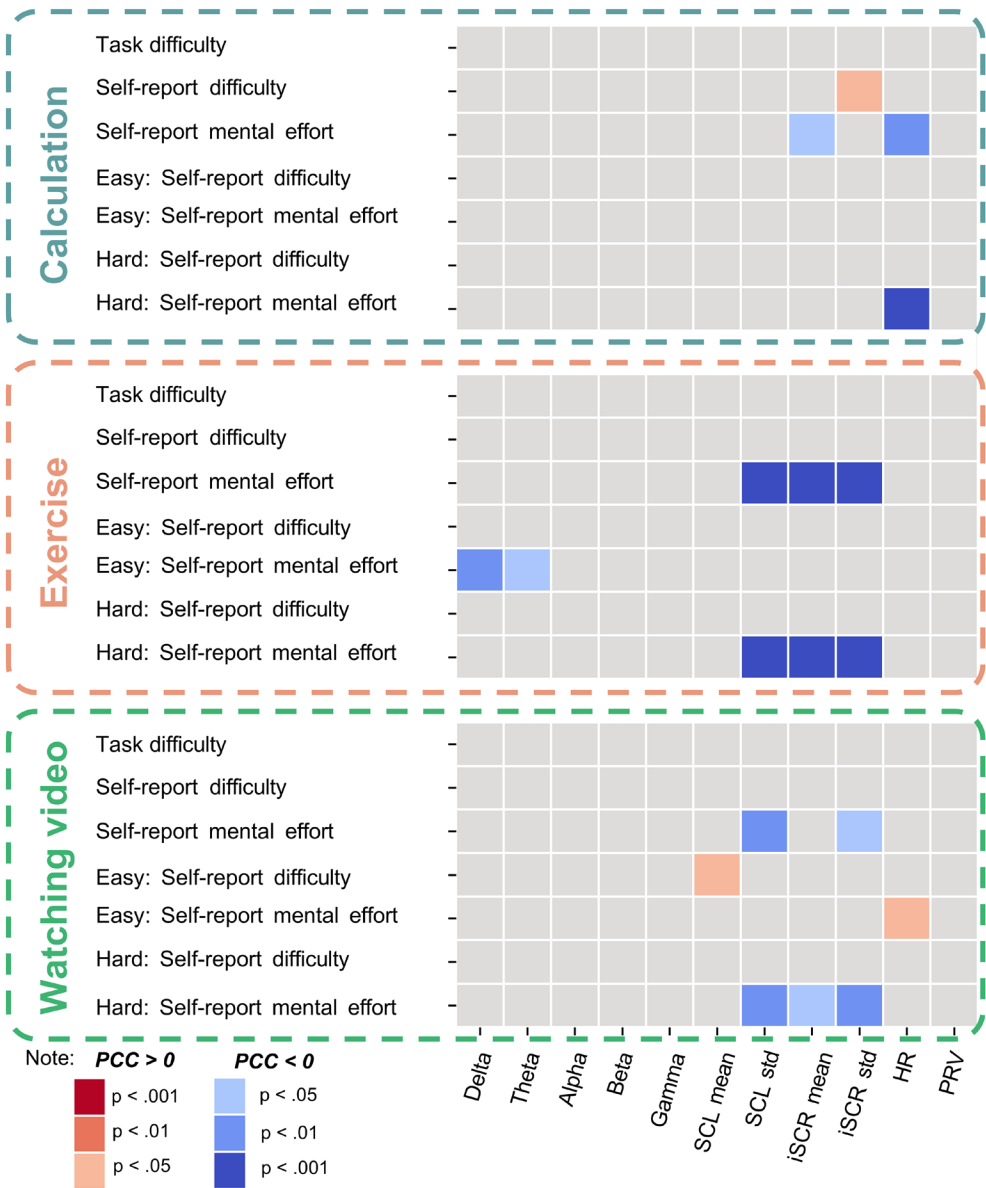 Calculation
Task difficulty
Self-report difficulty
Self-report mental effort
Easy: Self-report difficulty
Easy: Self-report mental effort
Hard: Self-report difficulty
Hard: Self-report mental effort
Exercise
Task difficulty
Self-report difficulty
Self-report mental effort
Easy: Self-report difficulty
Easy: Self-report mental effort
Hard: Self-report difficulty
Hard: Self-report mental effort
Watching video
Task difficulty
Self-report difficulty
Self-report mental effort
Easy: Self-report difficulty
Easy: Self-report mental effort
Hard: Self-report difficulty
Hard: Self-report mental effort
Delta
Theta
Alpha
Beta
Gamma
SCL mean
SCL std
iSCR mean
iSCR std
HR
PRV
Note: PCC > 0 PCC < 0
p < .001 p < .05
p < .01 p < .01
p < .05 p < .001